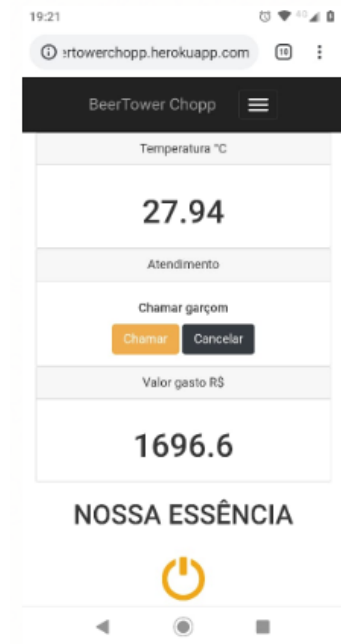 19:21
4G
ertowerchopp.herokuapp.com
10
BeerTower Chopp
Temperatura °C
27.94
Atendimento
Chamar garçom
Chamar Cancelar
Valor gasto R$
1696.6
NOSSA ESSÊNCIA